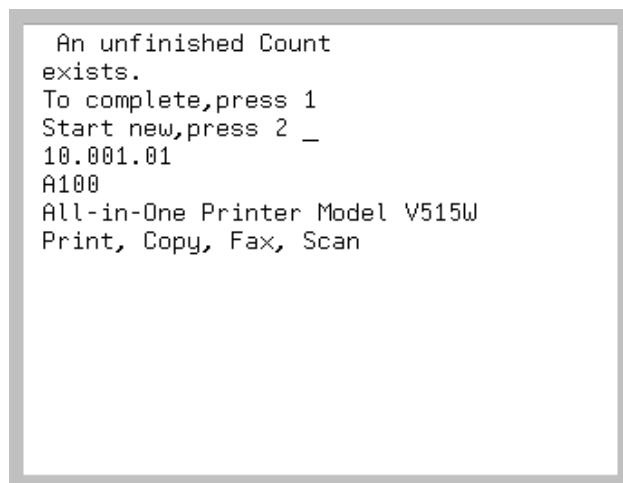 An unfinished Count
exists.
To complete,press 1
Start new,press 2 _
10.001.01
A100
All-in-One Printer Model V515W
Print, Copy, Fax, Scan